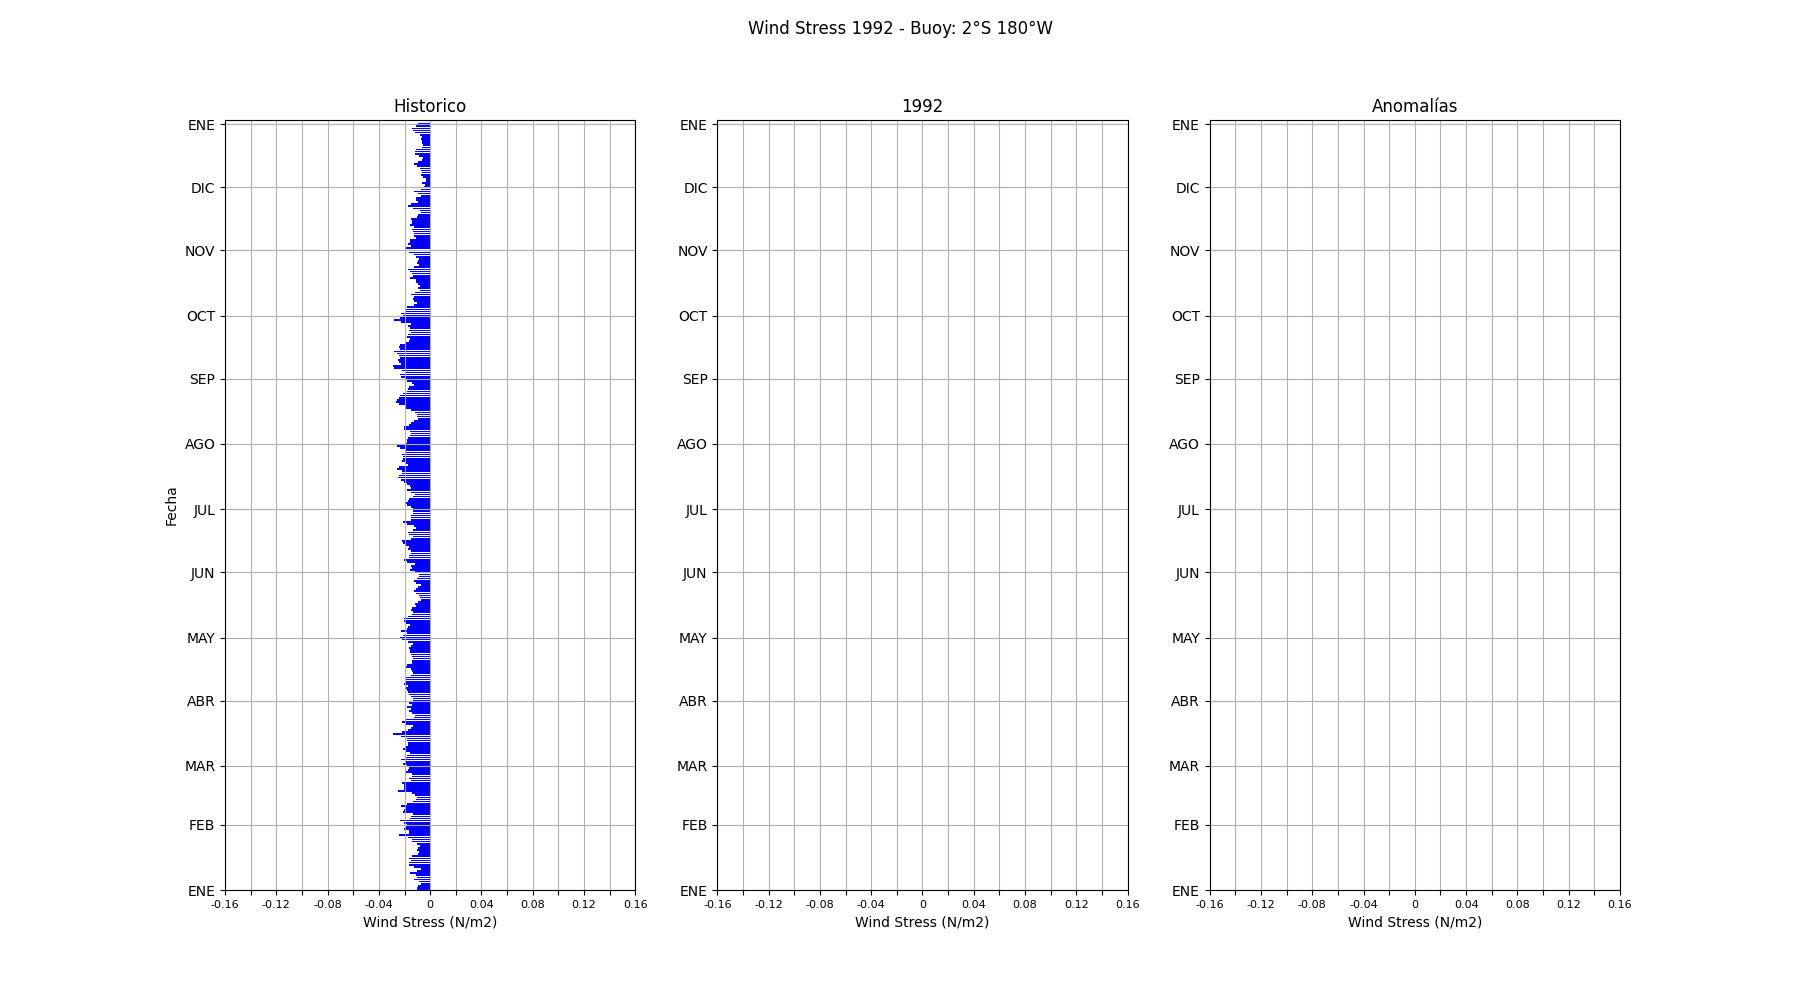 Wind Stress 1992 - Buoy: 2°S 180°W
Historico
ENE
DIC
NOV
OCT
SEP
AGO
JUL
JUN
MAY
ABR
MAR
FEB
ENE
Fecha
-0.16 -0.12 -0.08 -0.04 0 0.04 0.08 0.12 0.16
Wind Stress (N/m2)
1992
ENE
DIC
NOV
OCT
SEP
AGO
JUL
JUN
MAY
ABR
MAR
FEB
ENE
-0.16 -0.12 -0.08 -0.04 0 0.04 0.08 0.12 0.16
Wind Stress (N/m2)
Anomalías
ENE
DIC
NOV
OCT
SEP
AGO
JUL
JUN
MAY
ABR
MAR
FEB
ENE
-0.16 -0.12 -0.08 -0.04 0 0.04 0.08 0.12 0.16
Wind Stress (N/m2)